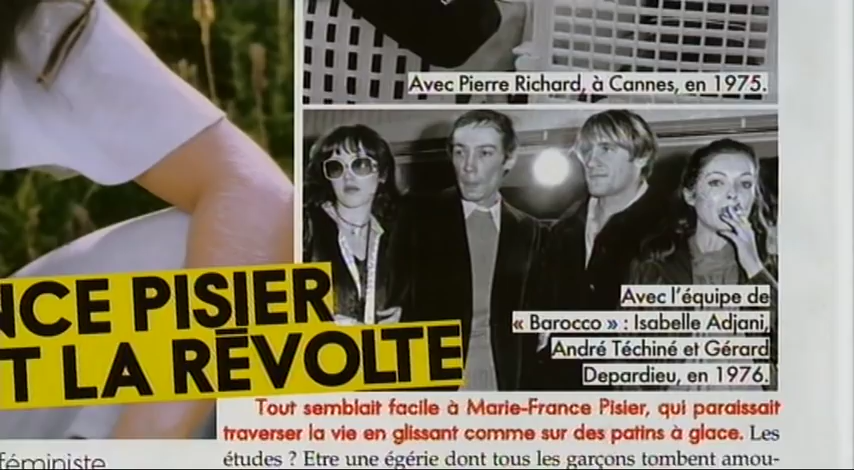 Avec Pierre Richard, à Cannes, en 1975.
Avec l'équipe de
« Barocco » : Isabelle Adjani,
André Téchiné et Gérard
Depardieu, en 1976.
NCE PISIER
T LA RÉVOLTE
Tout semblait facile à Marie-France Pisier, qui paraissait
traverser la vie en glissant comme sur des patins à glace. Les
études ? Etre une égérie dont tous les garçons tombent amou-
féministe